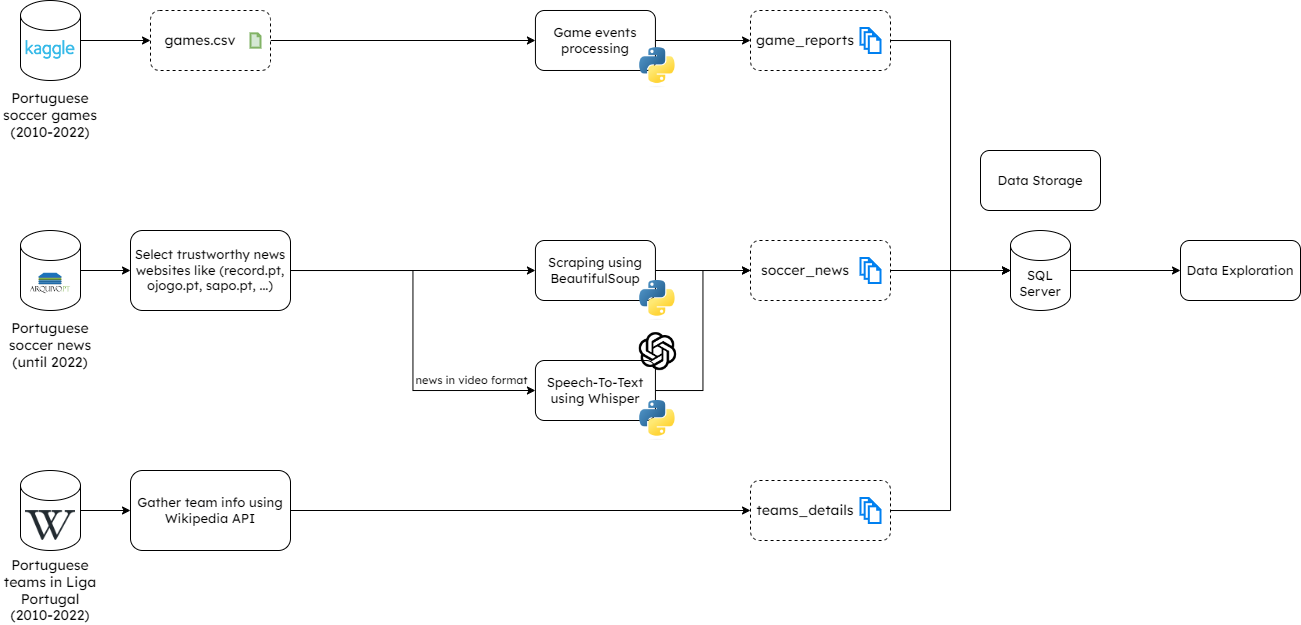 kaggle
Portuguese
soccer games
(2010-2022)
games.csv
Game events
processing
game_reports
ARQUIVO.PT
Portuguese
soccer news
(until 2022)
Select trustworthy news
websites like (record.pt,
ojogo.pt, sapo.pt, ...)
Scraping using
BeautifulSoup
news in video format
Speech-To-Text
using Whisper
soccer_news
Data Storage
SQL
Server
Data Exploration
W
Portuguese
teams in Liga
Portugal
(2010-2022)
Gather team info using
Wikipedia API
teams_details